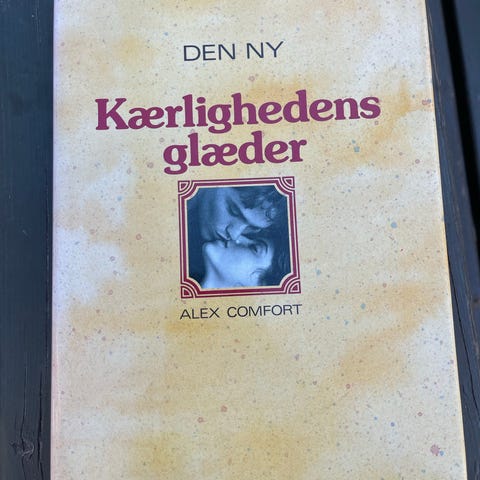 DEN NY
Kærlighedens
glæder
ALEX COMFORT